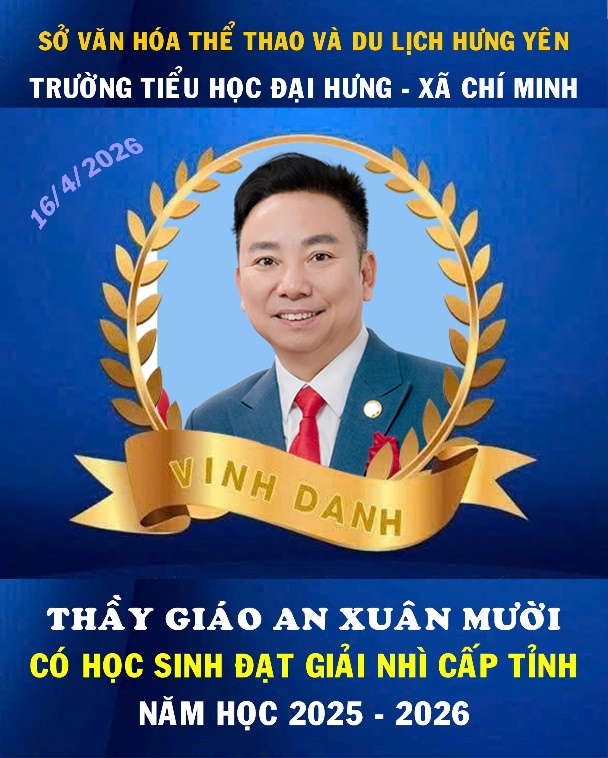 SỞ VĂN HÓA THỂ THAO VÀ DU LỊCH HƯNG YÊN
TRƯỜNG TIỂU HỌC ĐẠI HƯNG - XÃ CHÍ MINH
16/4/2026
VINH DANH
THẦY GIÁO AN XUÂN MƯỜI
CÓ HỌC SINH ĐẠT GIẢI NHÌ CẤP TỈNH
NĂM HỌC 2025 - 2026